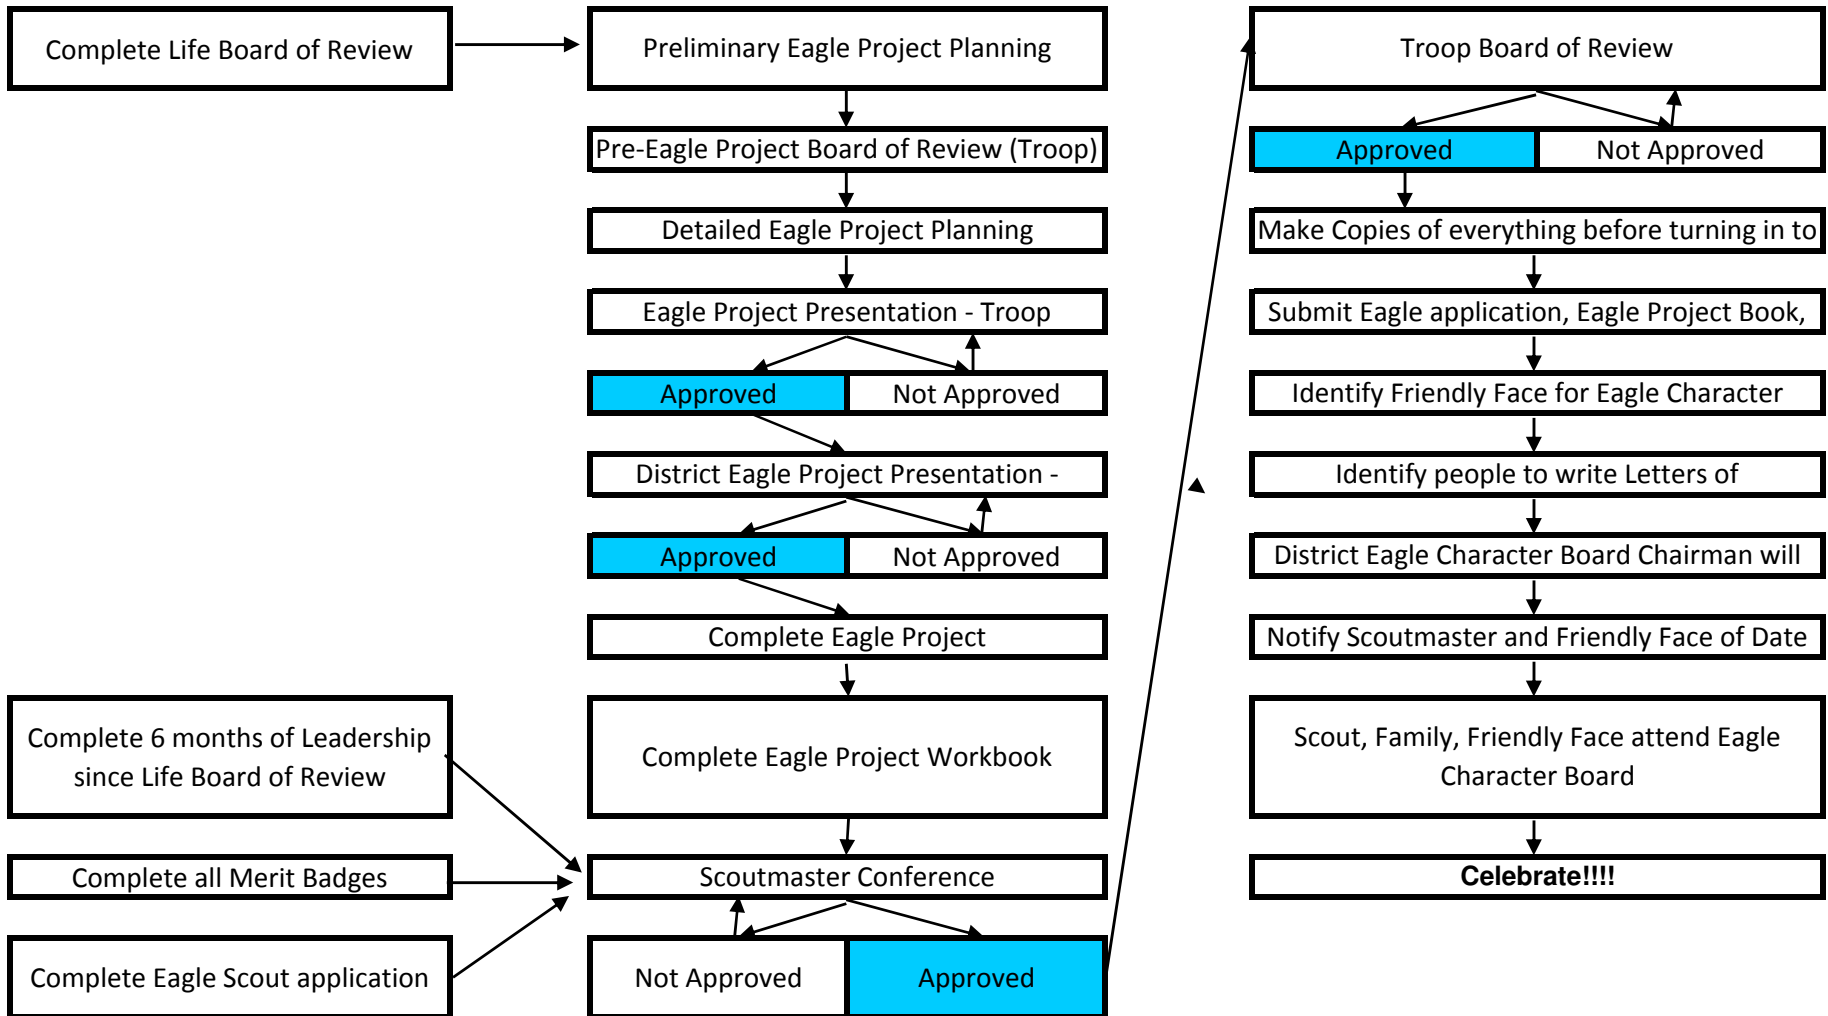 Complete Life Board of Review
Preliminary Eagle Project Planning
Pre-Eagle Project Board of Review (Troop)
Detailed Eagle Project Planning
Eagle Project Presentation - Troop
Approved
Not Approved
District Eagle Project Presentation -
Approved
Not Approved
Complete Eagle Project
Complete 6 months of Leadership
since Life Board of Review
Complete Eagle Project Workbook
Complete all Merit Badges
Scoutmaster Conference
Complete Eagle Scout application
Not Approved
Approved
Troop Board of Review
Approved
Not Approved
Make Copies of everything before turning in to
Submit Eagle application, Eagle Project Book,
Identify Friendly Face for Eagle Character
Identify people to write Letters of
District Eagle Character Board Chairman will
Notify Scoutmaster and Friendly Face of Date
Scout, Family, Friendly Face attend Eagle
Character Board
Celebrate!!!!